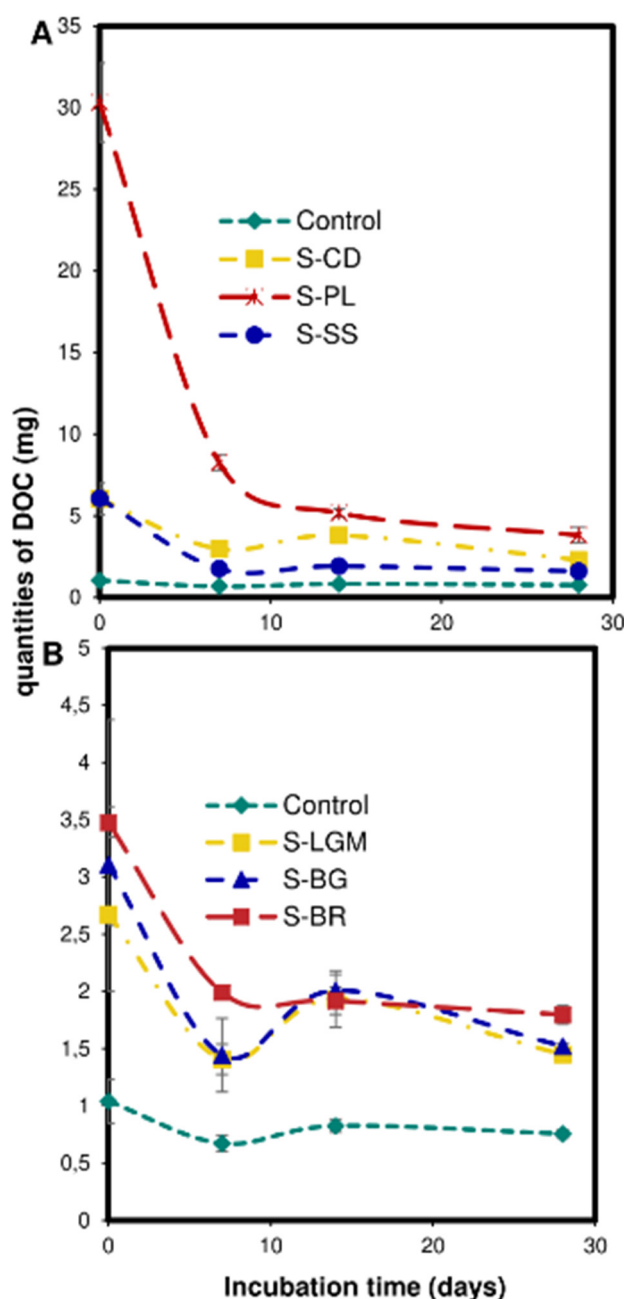 A
35
30
25
20
15
10
5
0
Control
S-CD
S-PL
S-SS
0
10
20
30
quantities of DOC (mg)
B
5
4,5
4
3,5
3
2,5
2
1,5
1
0,5
0
Control
S-LGM
S-BG
S-BR
0
10
20
30
Incubation time (days)